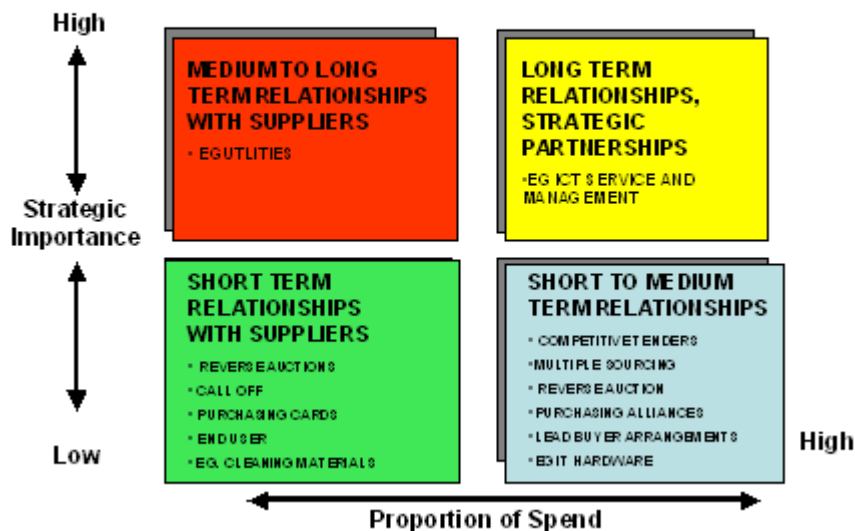 High
MEDIUM TO LONG
TERM RELATIONSHIPS
WITH SUPPLIERS
• EG UTLITIES
LONG TERM
RELATIONSHIPS,
STRATEGIC
PARTNERSHIPS
•EG ICT SERVICE AND
MANAGEMENT
Strategic
Importance
SHORT TERM
RELATIONSHIPS
WITH SUPPLIERS
• REVERSE AUCTIONS
• CALL OFF
• PURCHASING CARDS
• END USER
• EG. CLEANING MATERIALS
SHORT TO MEDIUM
TERM RELATIONSHIPS
• COMPETITIVE TENDERS
•MULTIPLE SOURCING
• REVERSE AUCTION
• PURCHASING ALLIANCES
• LEAD BUYER ARRANGEMENTS
• EG IT HARDWARE
Low
High
Proportion of Spend